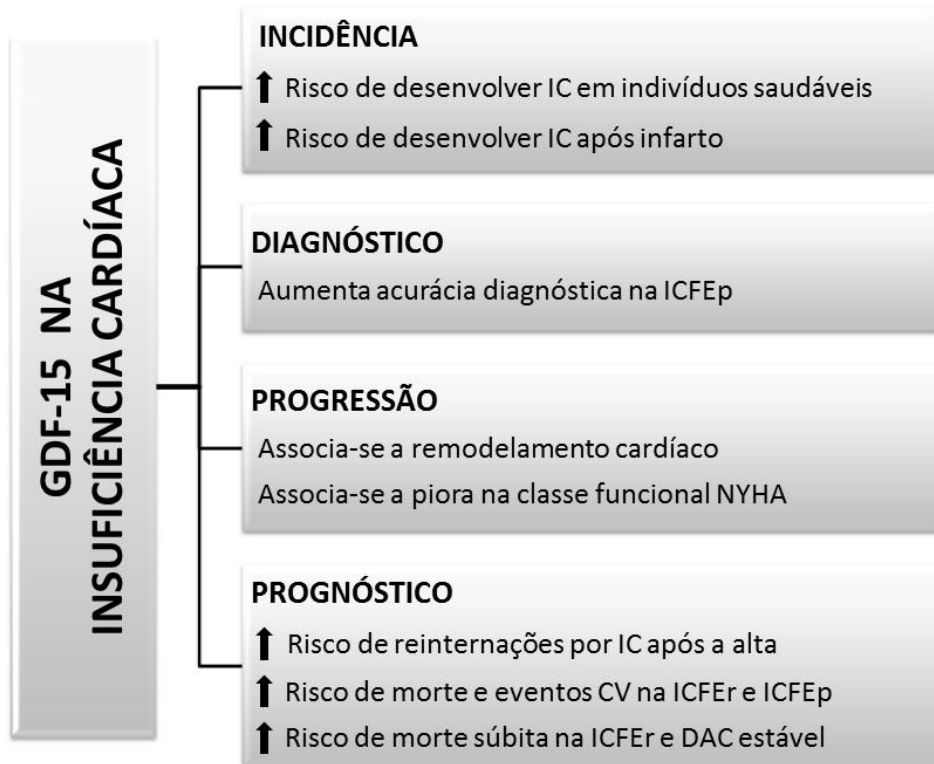 GDF-15 NA
INSUFICIÊNCIA CARDÍACA
INCIDÊNCIA
⬆ Risco de desenvolver IC em indivíduos saudáveis
⬆ Risco de desenvolver IC após infarto
DIAGNÓSTICO
Aumenta acurácia diagnóstica na ICFEp
PROGRESSÃO
Associa-se a remodelamento cardíaco
Associa-se a piora na classe funcional NYHA
PROGNÓSTICO
⬆ Risco de reinternações por IC após a alta
⬆ Risco de morte e eventos CV na ICFEr e ICFEp
⬆ Risco de morte súbita na ICFEr e DAC estável